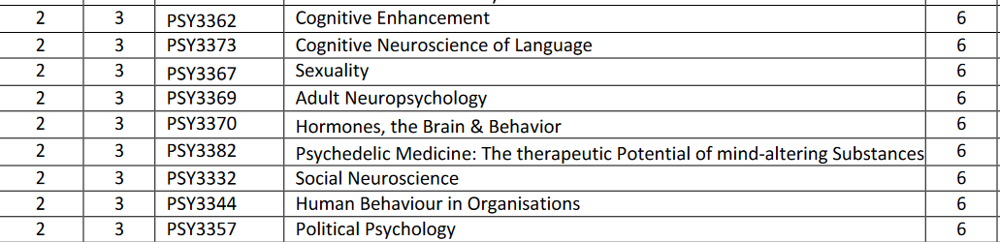 2 3 PSY3362 Cognitive Enhancement 6
2 3 PSY3373 Cognitive Neuroscience of Language 6
2 3 PSY3367 Sexuality 6
2 3 PSY3369 Adult Neuropsychology 6
2 3 PSY3370 Hormones, the Brain & Behavior 6
2 3 PSY3382 Psychedelic Medicine: The therapeutic Potential of mind-altering Substances 6
2 3 PSY3332 Social Neuroscience 6
2 3 PSY3344 Human Behaviour in Organisations 6
2 3 PSY3357 Political Psychology 6